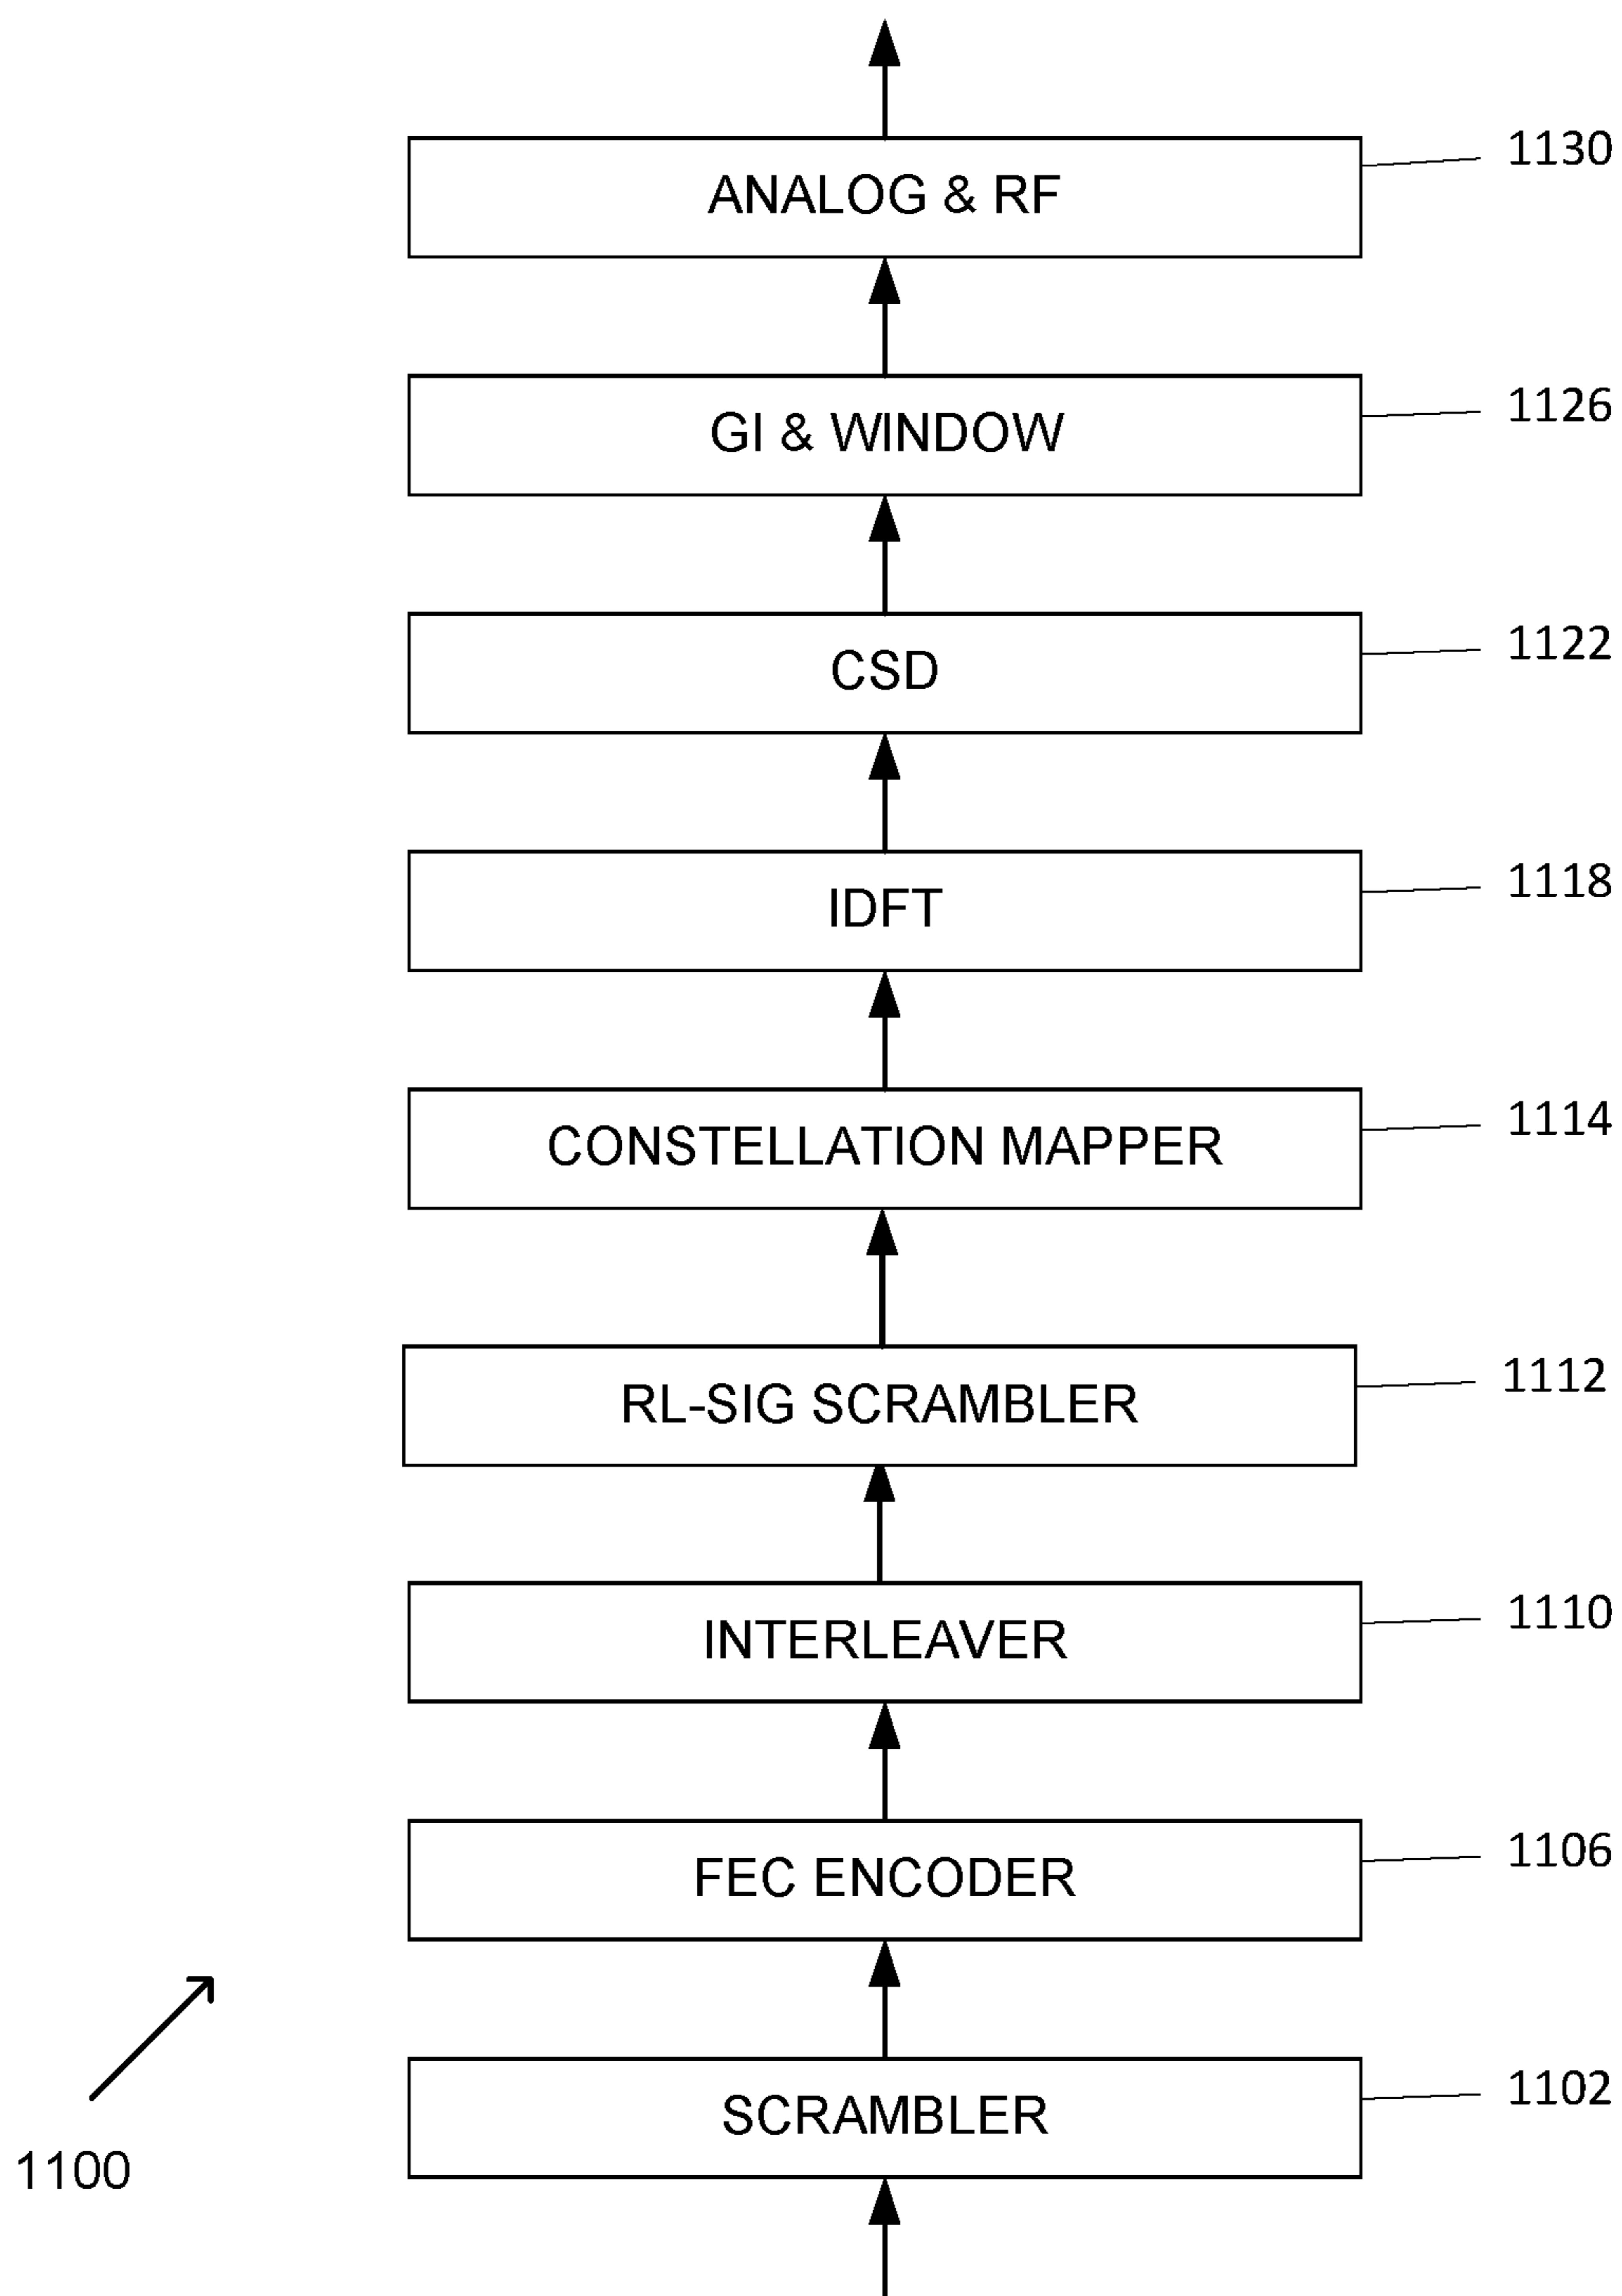 1130
ANALOG & RF
1126
GI & WINDOW
1122
CSD
1118
IDFT
1114
CONSTELLATION MAPPER
1112
RL-SIG SCRAMBLER
1110
INTERLEAVER
1106
FEC ENCODER
1102
SCRAMBLER
1100